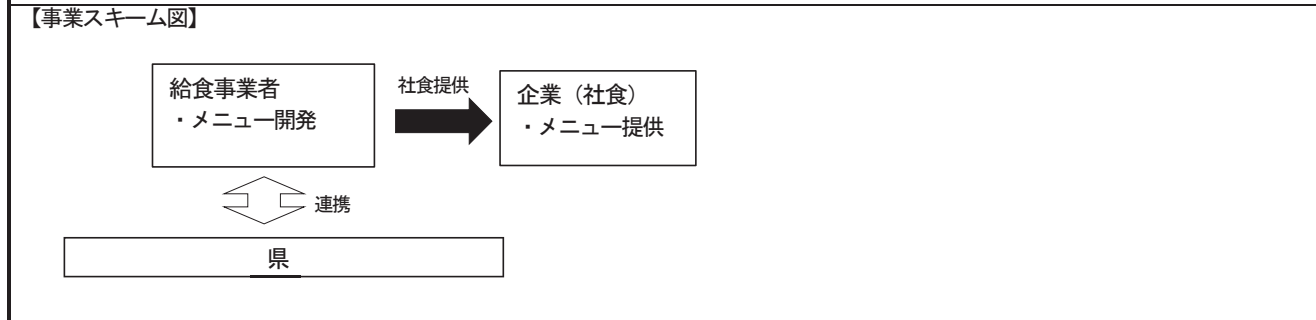 【事業スキーム図】
給食事業者
・メニュー開発
社食提供
企業（社食）
・メニュー提供
連携
県